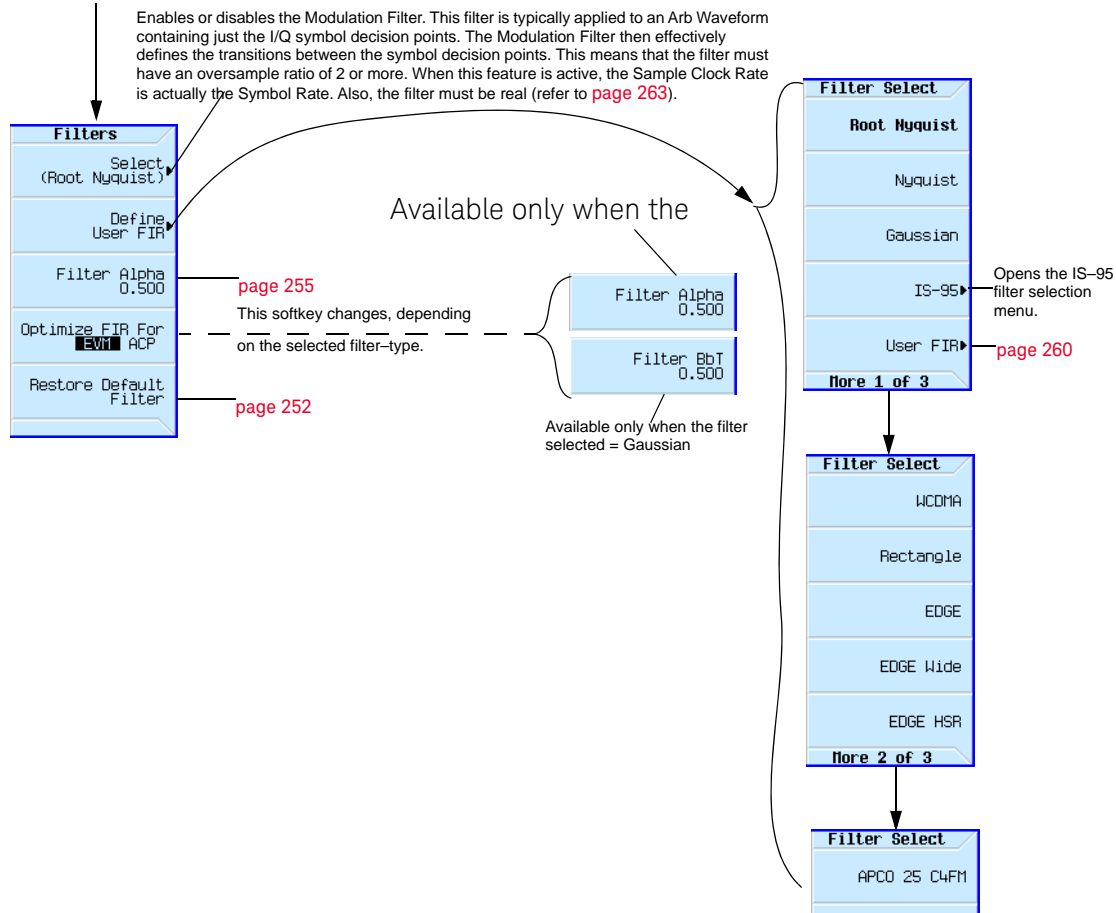 Enables or disables the Modulation Filter. This filter is typically applied to an Arb Waveform
containing just the I/Q symbol decision points. The Modulation Filter then effectively
defines the transitions between the symbol decision points. This means that the filter must
have an oversample ratio of 2 or more. When this feature is active, the Sample Clock Rate
is actually the Symbol Rate. Also, the filter must be real (refer to page 263).
Filters
Select
(Root Nyquist)
Define
User FIR
Filter Alpha
0.500
Optimize FIR For
EVM ACP
Restore Default
Filter
page 255
This softkey changes, depending
on the selected filter–type.
page 252
Available only when the
Filter Alpha
0.500
Filter BbT
0.500
Available only when the filter
selected = Gaussian
Filter Select
Root Nyquist
Nyquist
Gaussian
IS–95
User FIR
More 1 of 3
Opens the IS–95
filter selection
menu.
page 260
Filter Select
WCDMA
Rectangle
EDGE
EDGE Wide
EDGE HSR
More 2 of 3
Filter Select
APCO 25 C4FM